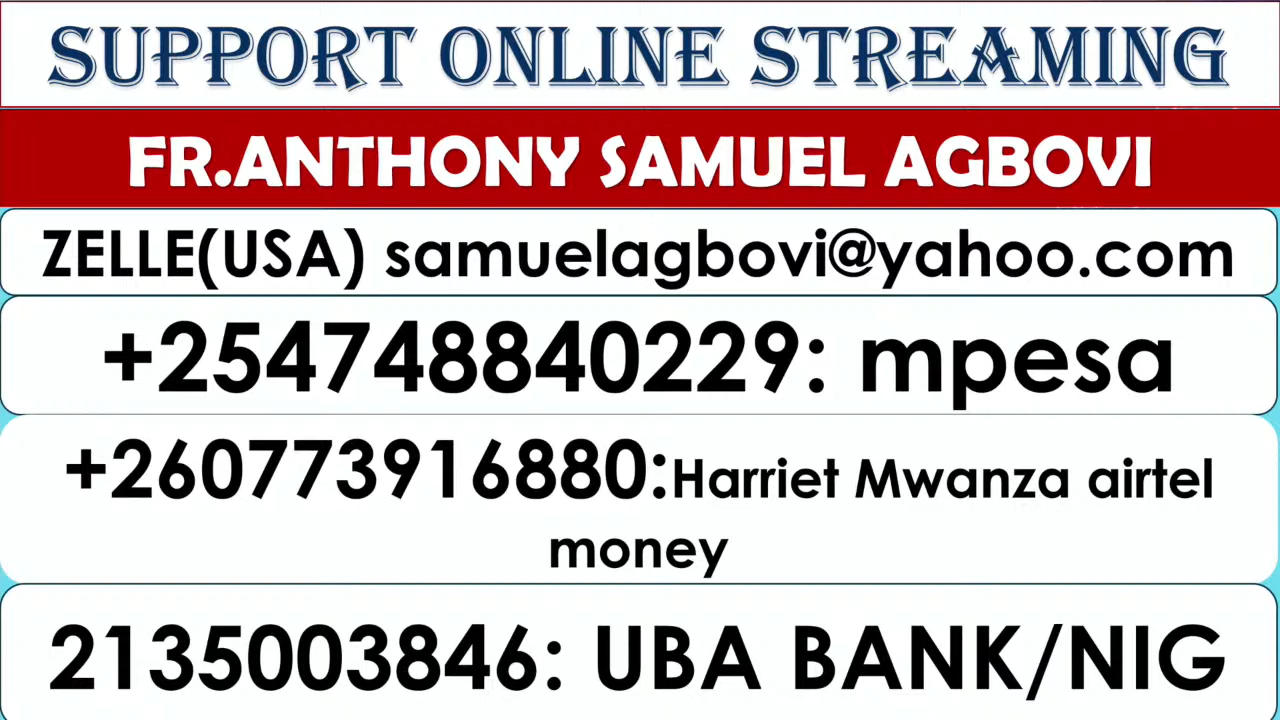 SUPPORT ONLINE STREAMING
FR.ANTHONY SAMUEL AGBOVI
ZELLE(USA) samuelagbovi@yahoo.com
+254748840229: mpesa
+260773916880:Harriet Mwanza airtel
money
2135003846: UBA BANK/NIG